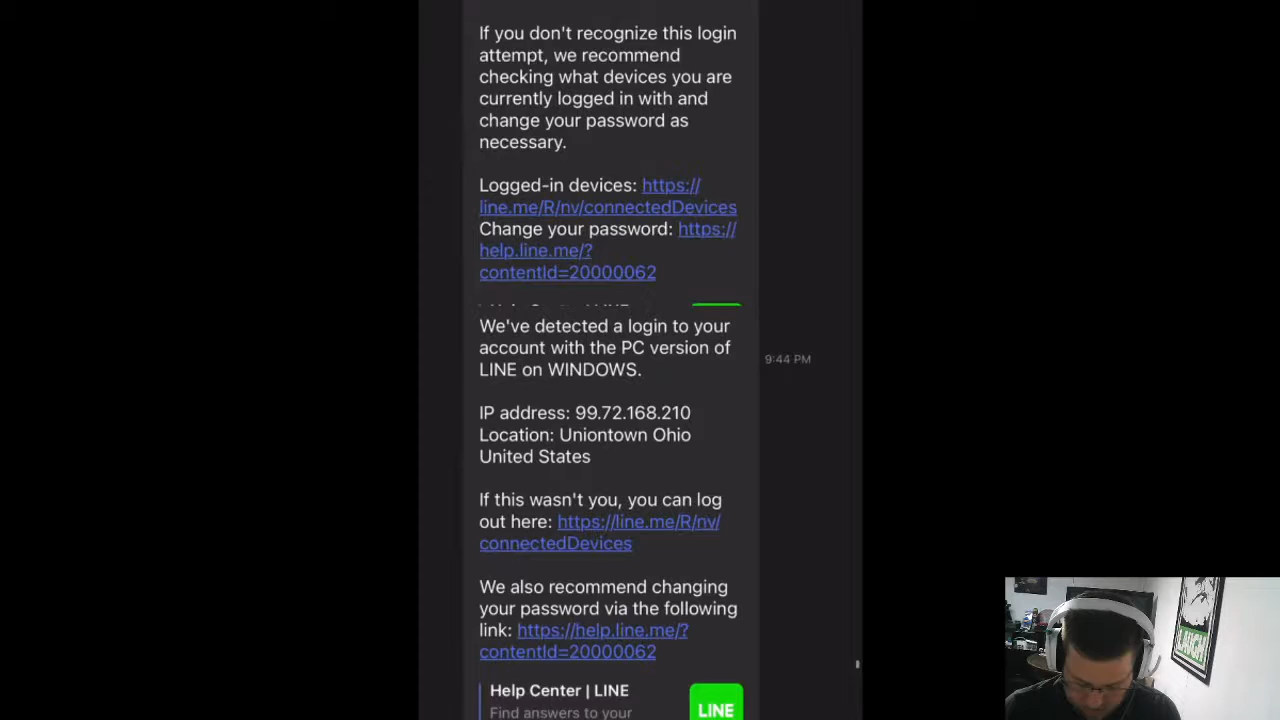 If you don't recognize this login
attempt, we recommend
checking what devices you are
currently logged in with and
change your password as
necessary.
Logged-in devices: https://
line.me/R/nv/connectedDevices
Change your password: https://
help.line.me/?
contentId=20000062
We've detected a login to your
account with the PC version of
LINE on WINDOWS.
9:44 PM
IP address: 99.72.168.210
Location: Uniontown Ohio
United States
If this wasn't you, you can log
out here: https://line.me/R/nv/
connectedDevices
We also recommend changing
your password via the following
link: https://help.line.me/?
contentId=20000062
Help Center | LINE
Find answers to your
LINE
LAUGH